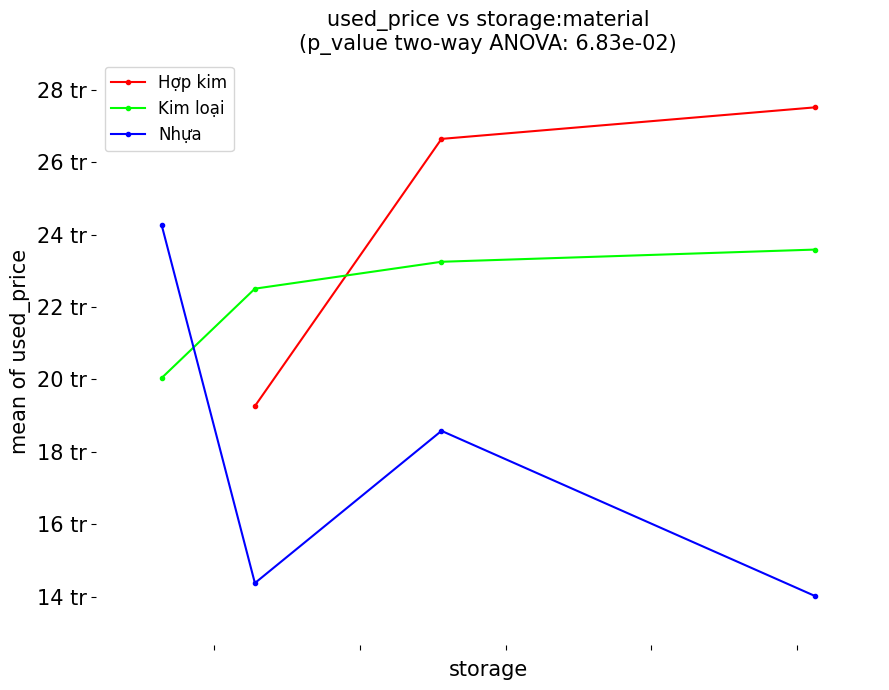 used_price vs storage:material
(p_value two-way ANOVA: 6.83e-02)
Hợp kim
Kim loại
Nhựa
28 tr
26 tr
24 tr
22 tr
20 tr
18 tr
16 tr
14 tr
mean of used_price
storage